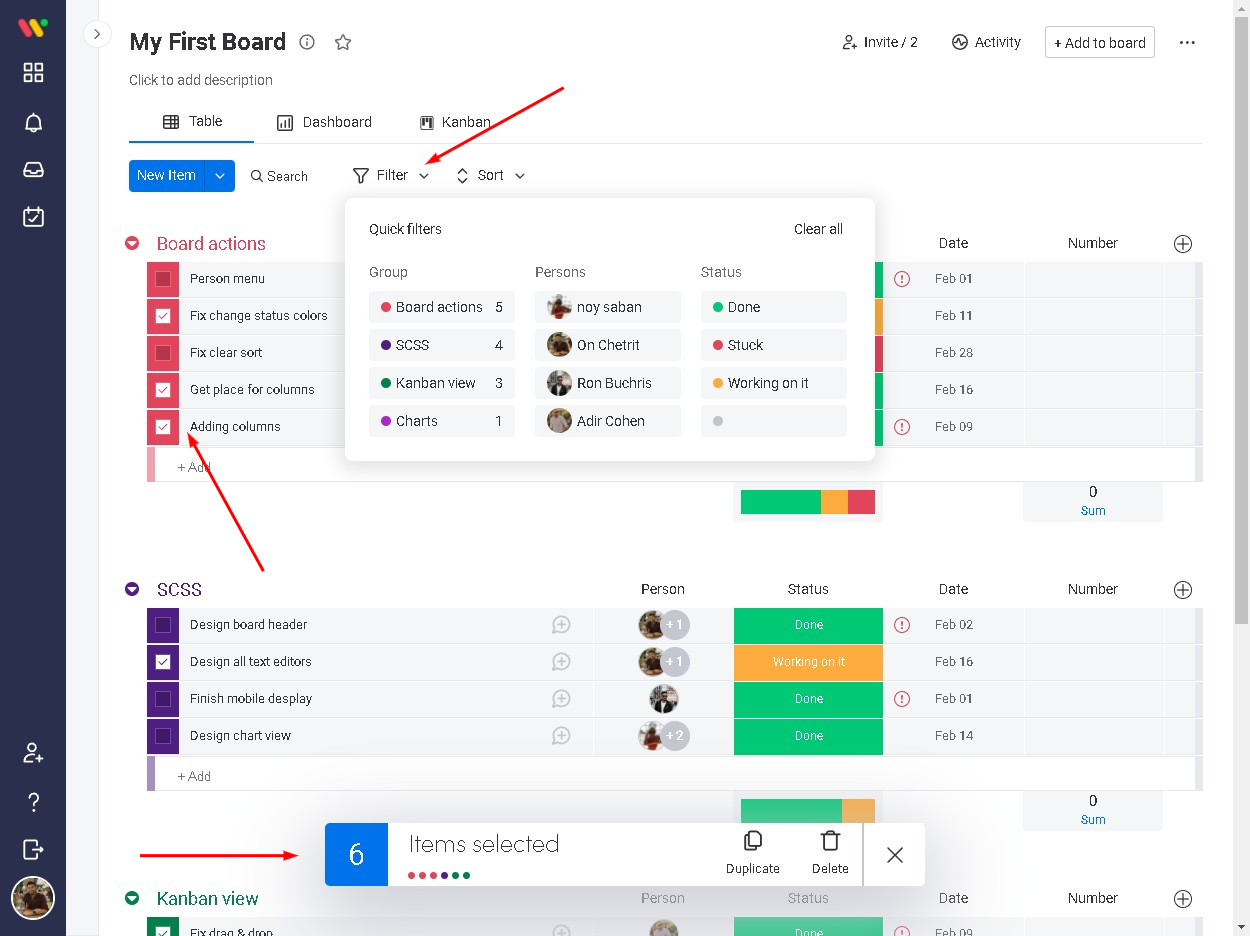 My First Board
Invite / 2
Activity
+ Add to board
Click to add description
Table
Dashboard
Kanban
New Item
Search
Filter
Sort
Quick filters
Clear all
Group
Persons
Status
Board actions 5
noy saban
Done
SCSS 4
On Chetrit
Stuck
Kanban view 3
Ron Buchris
Working on it
Charts 1
Adir Cohen
Board actions
Date
Number
Person menu
Feb 01
Fix change status colors
Feb 11
Fix clear sort
Feb 28
Get place for columns
Feb 16
Adding columns
Feb 09
+ Add
0
Sum
SCSS
Person
Status
Date
Number
Design board header
+ 1
Done
Feb 02
Design all text editors
+ 1
Working on it
Feb 16
Finish mobile desplay
Done
Feb 01
Design chart view
+ 2
Done
Feb 14
+ Add
0
Sum
6
Items selected
Duplicate
Delete
Kanban view
Person
Status
Date
Number
Fix drag & drop
Done
Feb 09